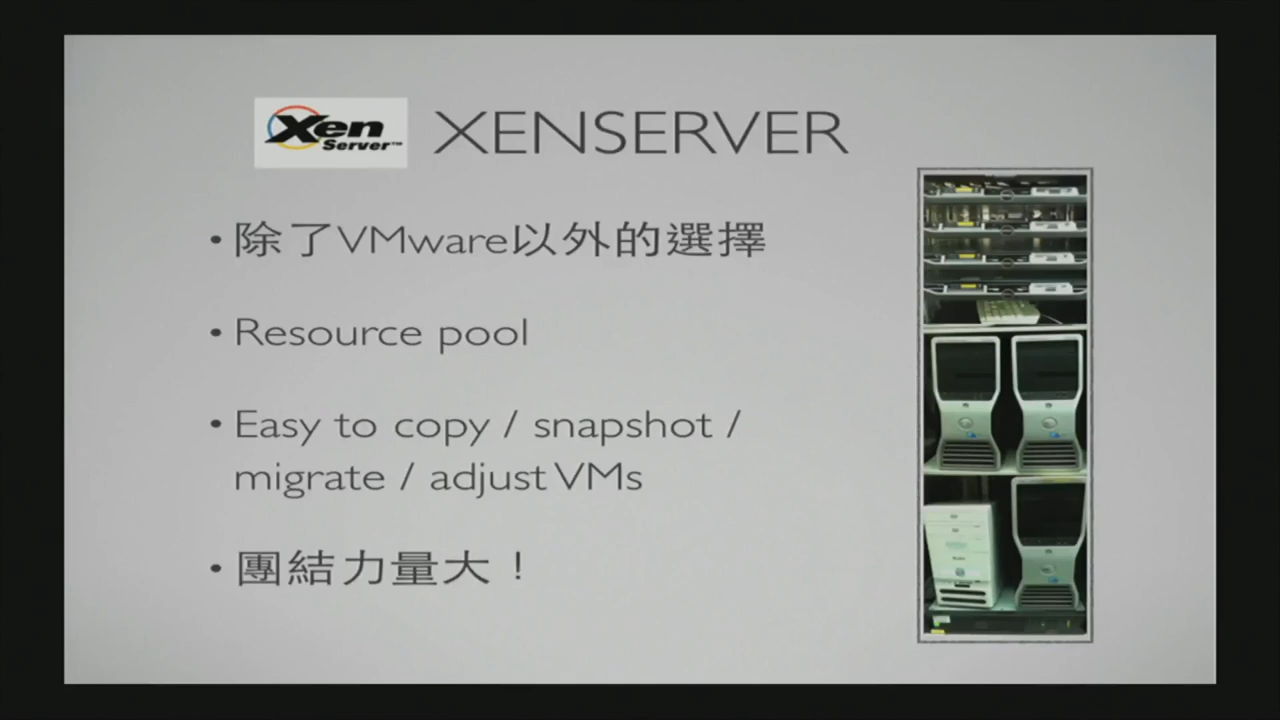 Xen
Server™
XENSERVER
• 除了VMware以外的選擇
• Resource pool
• Easy to copy / snapshot /
migrate / adjust VMs
• 團結力量大！